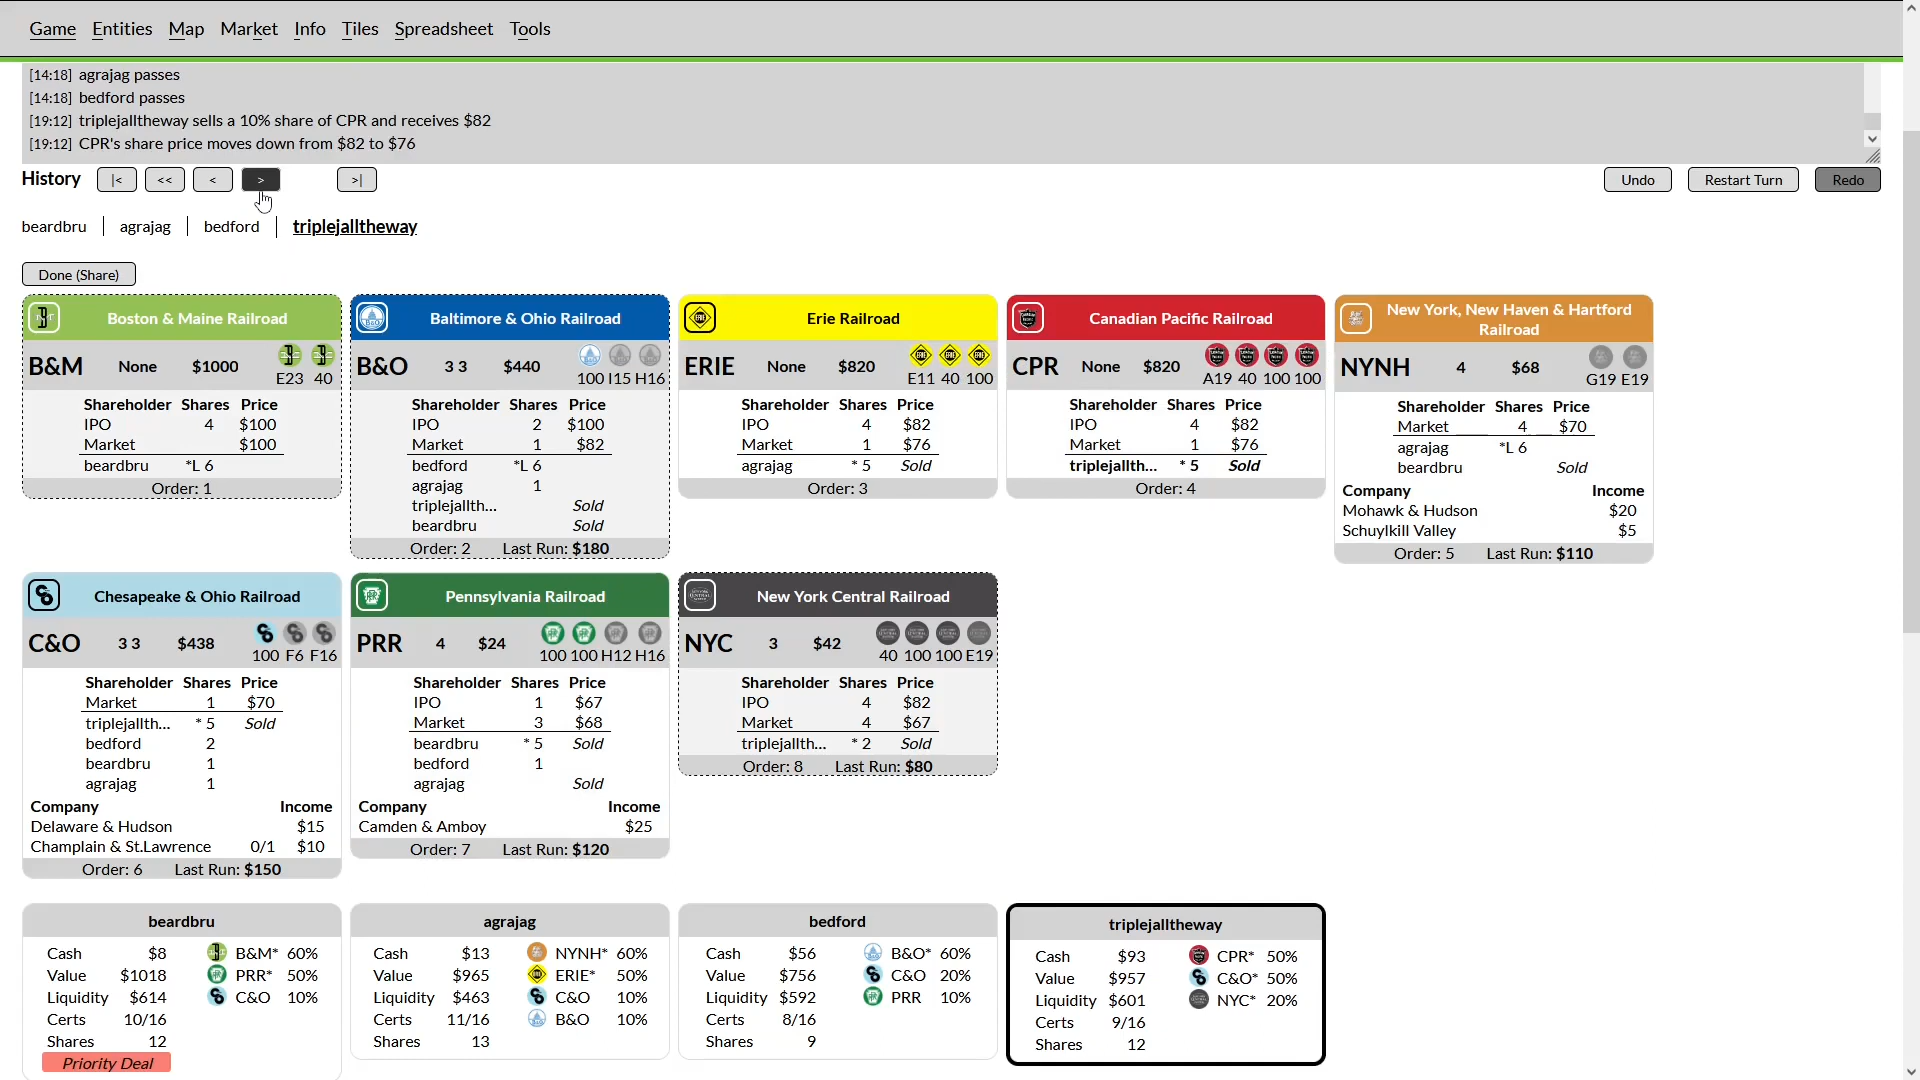 Game Entities Map Market Info Tiles Spreadsheet Tools
[14:18] agrajag passes
[14:18] bedford passes
[19:12] triplejalltheway sells a 10% share of CPR and receives $82
[19:12] CPR's share price moves down from $82 to $76
History |< << < > >| Undo Restart Turn Redo
beardbru agrajag bedford triplejalltheway
Done (Share)
Boston & Maine Railroad
B&M None $1000 E23 40
Shareholder Shares Price
IPO 4 $100
Market $100
beardbru *L 6
Order: 1
Baltimore & Ohio Railroad
B&O 3 3 $440 100 I15 H16
Shareholder Shares Price
IPO 2 $100
Market 1 $82
bedford *L 6
agrajag 1
triplejallth... Sold
beardbru Sold
Order: 2 Last Run: $180
Erie Railroad
ERIE None $820 E11 40 100
Shareholder Shares Price
IPO 4 $82
Market 1 $76
agrajag * 5 Sold
Order: 3
Canadian Pacific Railroad
CPR None $820 A19 40 100 100
Shareholder Shares Price
IPO 4 $82
Market 1 $76
triplejallth... * 5 Sold
Order: 4
New York, New Haven & Hartford
Railroad
NYNH 4 $68 G19 E19
Shareholder Shares Price
Market 4 $70
agrajag *L 6
beardbru Sold
Company Income
Mohawk & Hudson $20
Schuylkill Valley $5
Order: 5 Last Run: $110
Chesapeake & Ohio Railroad
C&O 3 3 $438 100 F6 F16
Shareholder Shares Price
Market 1 $70
triplejallth... * 5 Sold
bedford 2
beardbru 1
agrajag 1
Company Income
Delaware & Hudson $15
Champlain & St.Lawrence 0/1 $10
Order: 6 Last Run: $150
Pennsylvania Railroad
PRR 4 $24 100 100 H12 H16
Shareholder Shares Price
IPO 1 $67
Market 3 $68
beardbru * 5 Sold
bedford 1
agrajag Sold
Company Income
Camden & Amboy $25
Order: 7 Last Run: $120
New York Central Railroad
NYC 3 $42 40 100 100 E19
Shareholder Shares Price
IPO 4 $82
Market 4 $67
triplejallth... * 2 Sold
Order: 8 Last Run: $80
beardbru
Cash $8 B&M* 60%
Value $1018 PRR* 50%
Liquidity $614 C&O 10%
Certs 10/16
Shares 12
Priority Deal
agrajag
Cash $13 NYNH* 60%
Value $965 ERIE* 50%
Liquidity $463 C&O 10%
Certs 11/16 B&O 10%
Shares 13
bedford
Cash $56 B&O* 60%
Value $756 C&O 20%
Liquidity $592 PRR 10%
Certs 8/16
Shares 9
triplejalltheway
Cash $93 CPR* 50%
Value $957 C&O* 50%
Liquidity $601 NYC* 20%
Certs 9/16
Shares 12